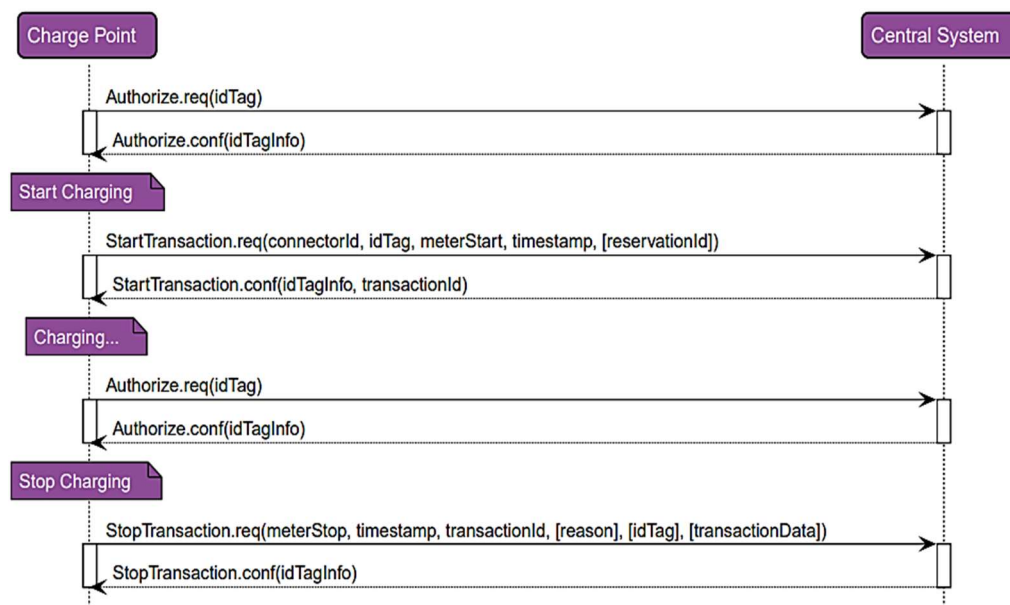 Charge Point
Central System
Authorize.req(idTag)
Authorize.conf(idTagInfo)
Start Charging
StartTransaction.req(connectorId, idTag, meterStart, timestamp, [reservationId])
StartTransaction.conf(idTagInfo, transactionId)
Charging...
Authorize.req(idTag)
Authorize.conf(idTagInfo)
Stop Charging
StopTransaction.req(meterStop, timestamp, transactionId, [reason], [idTag], [transactionData])
StopTransaction.conf(idTagInfo)